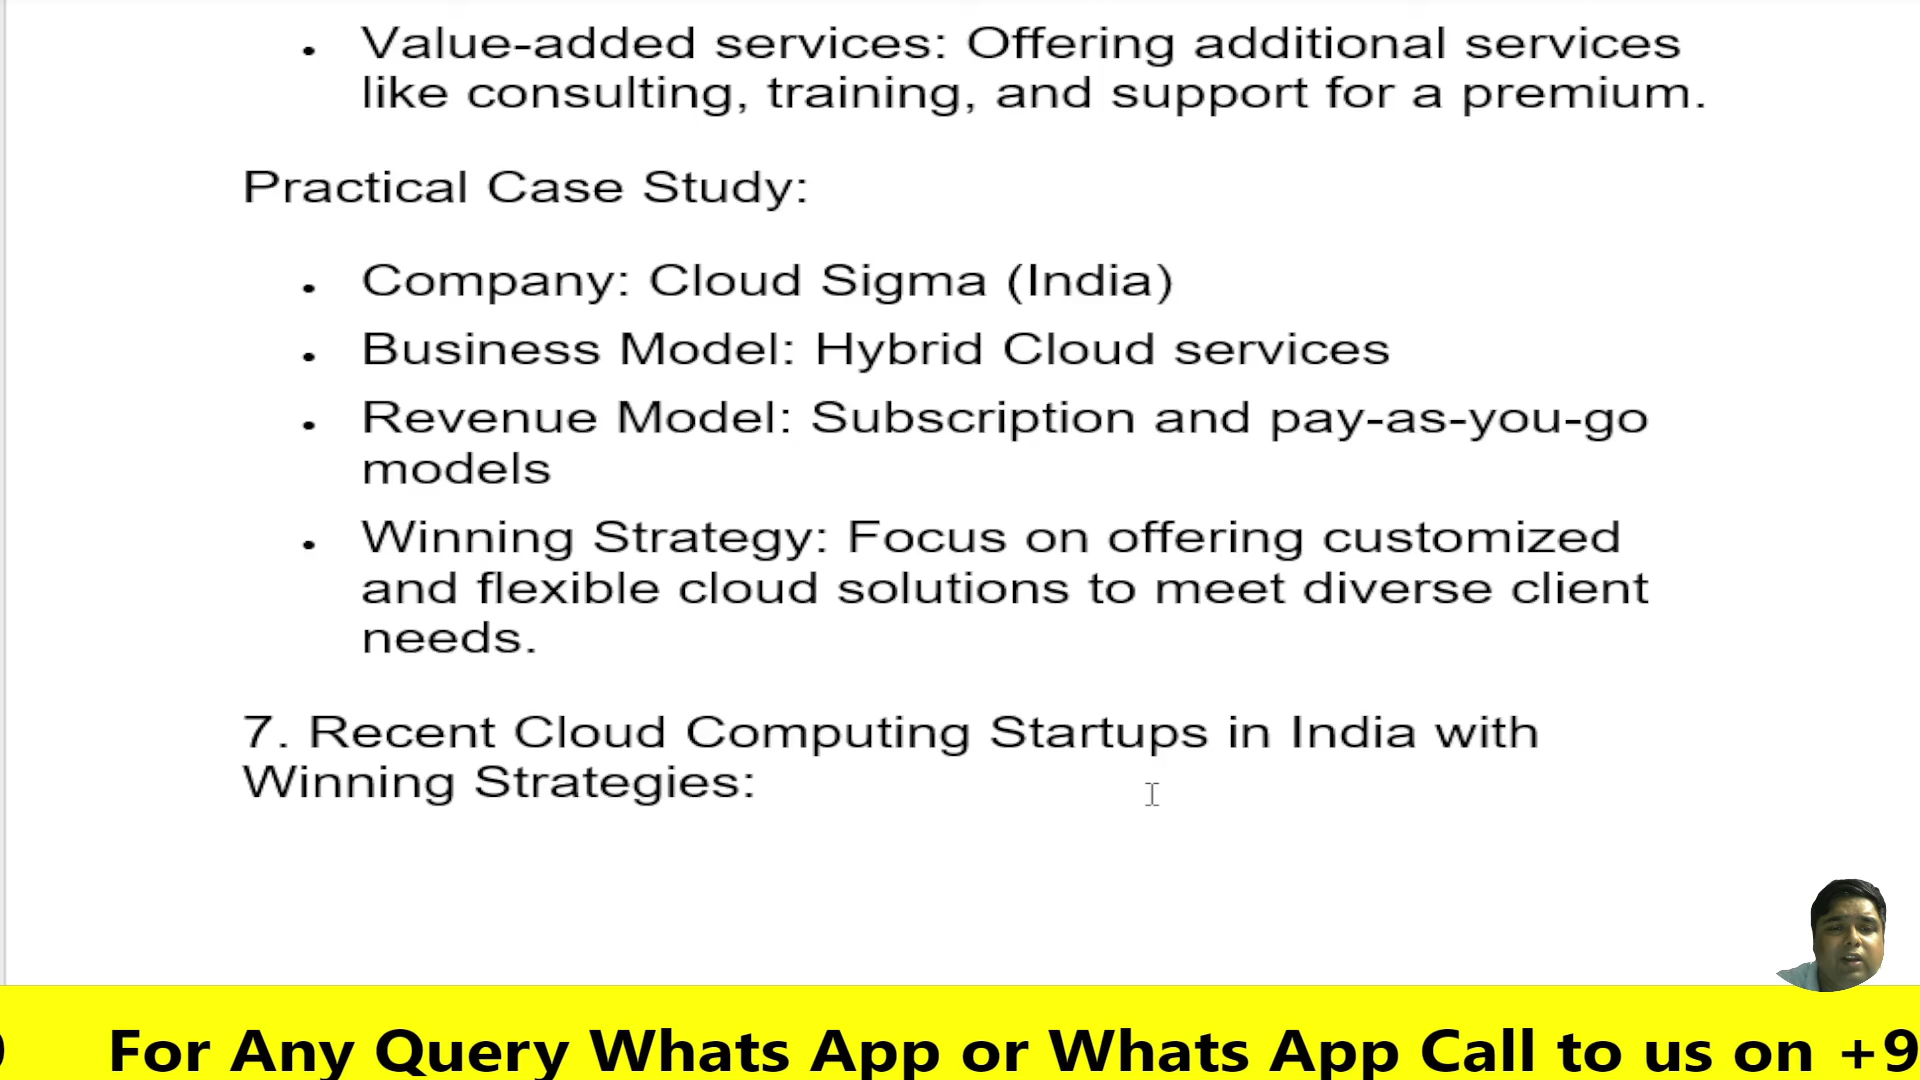 • Value-added services: Offering additional services
like consulting, training, and support for a premium.
Practical Case Study:
• Company: Cloud Sigma (India)
• Business Model: Hybrid Cloud services
• Revenue Model: Subscription and pay-as-you-go
models
• Winning Strategy: Focus on offering customized
and flexible cloud solutions to meet diverse client
needs.
7. Recent Cloud Computing Startups in India with
Winning Strategies:
For Any Query Whats App or Whats App Call to us on +9